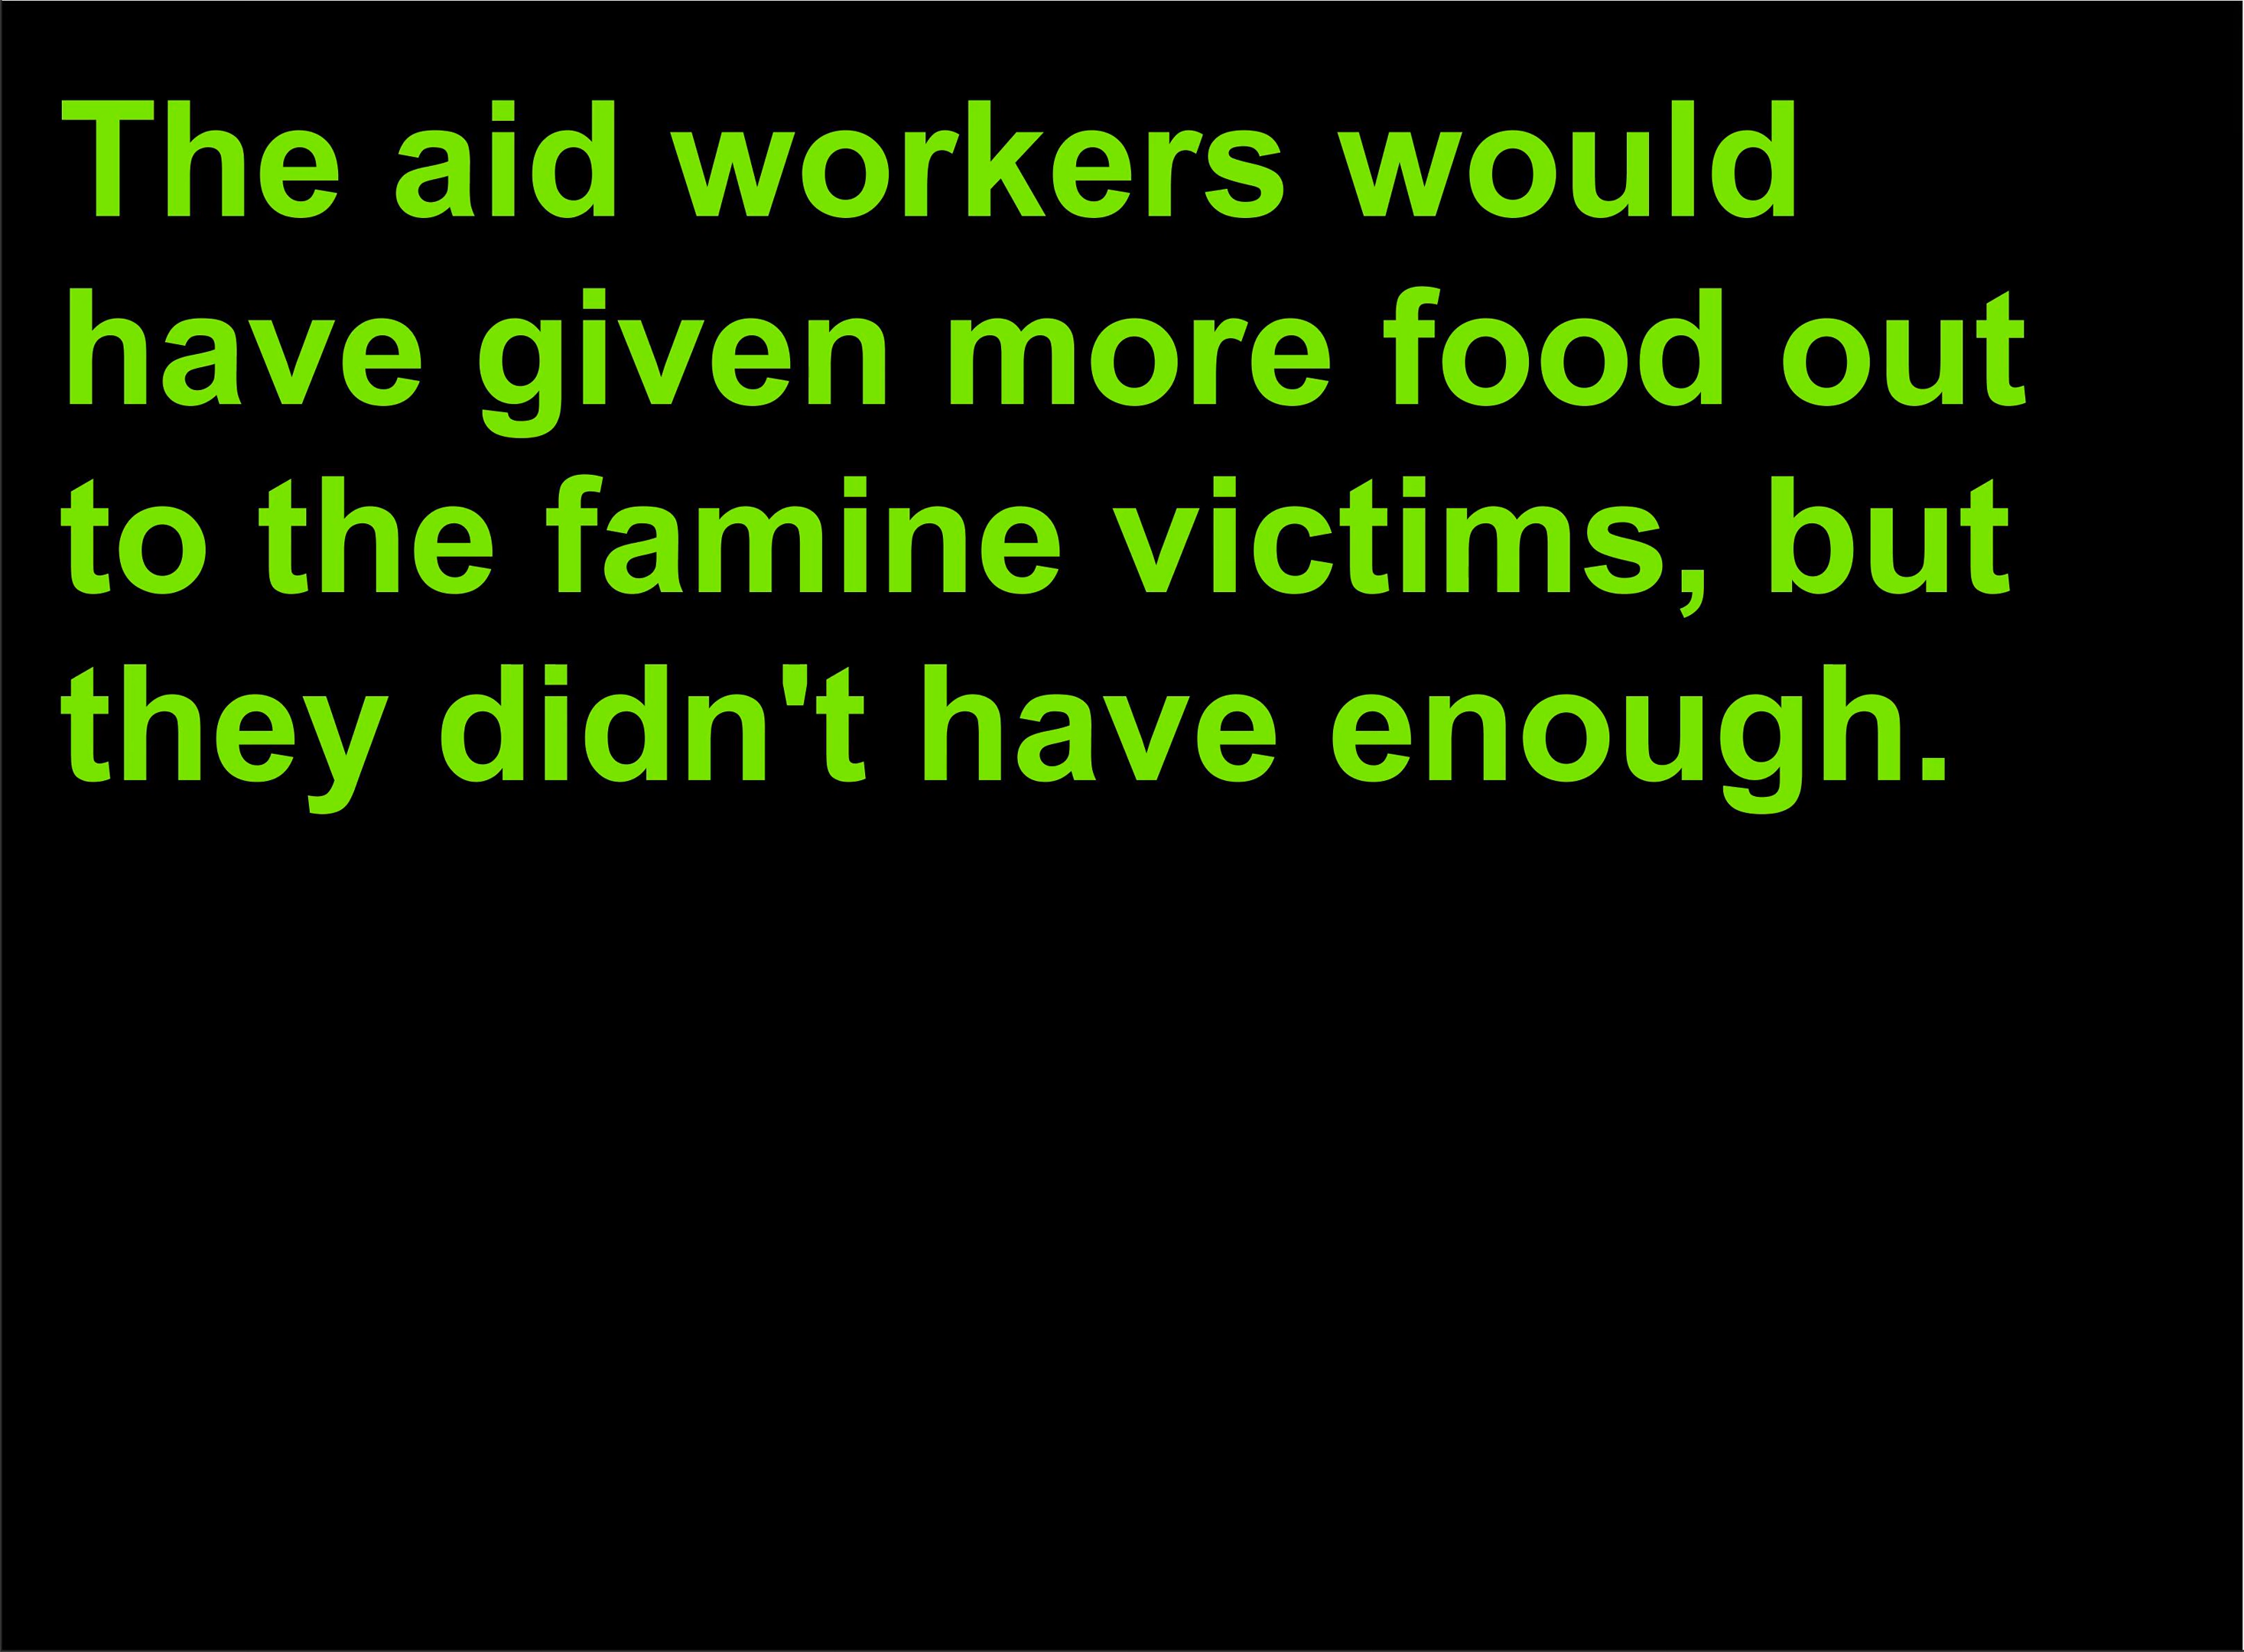 The aid workers would
have given more food out
to the famine victims, but
they didn't have enough.